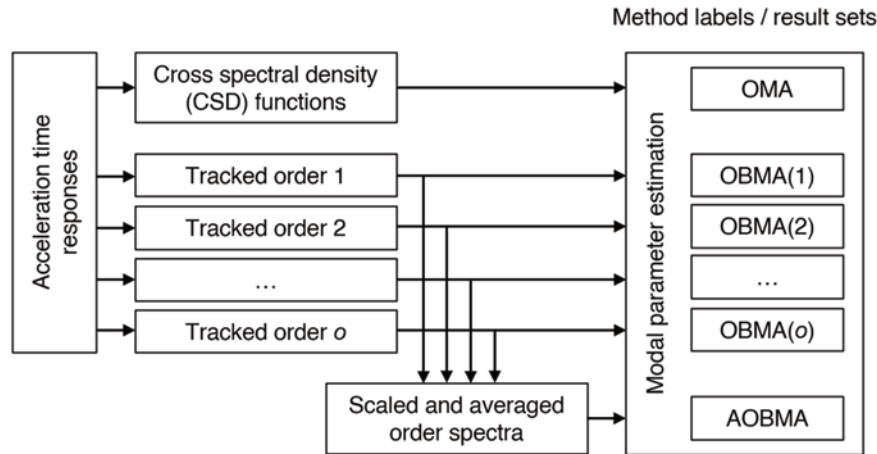 Method labels / result sets
Acceleration time
responses
Cross spectral density
(CSD) functions
Tracked order 1
Tracked order 2
…
Tracked order o
Scaled and averaged
order spectra
Modal parameter estimation
OMA
OBMA(1)
OBMA(2)
…
OBMA(o)
AOBMA